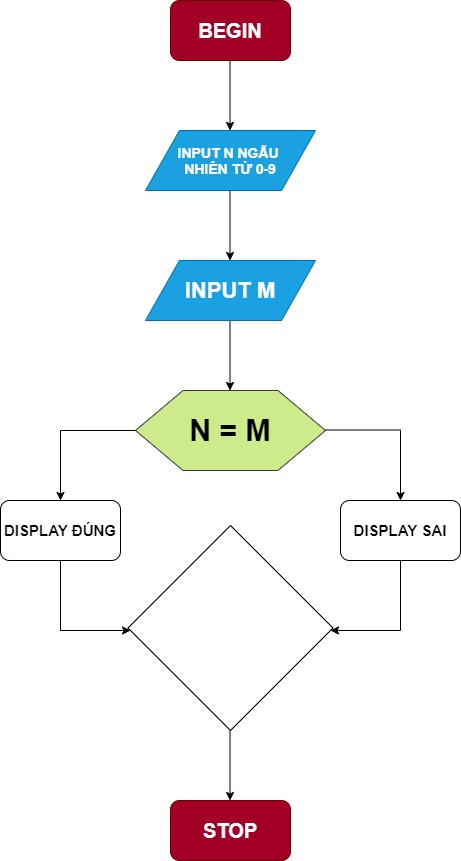 BEGIN
INPUT N NGẪU
NHIÊN TỪ 0-9
INPUT M
N = M
DISPLAY ĐÚNG
DISPLAY SAI
STOP